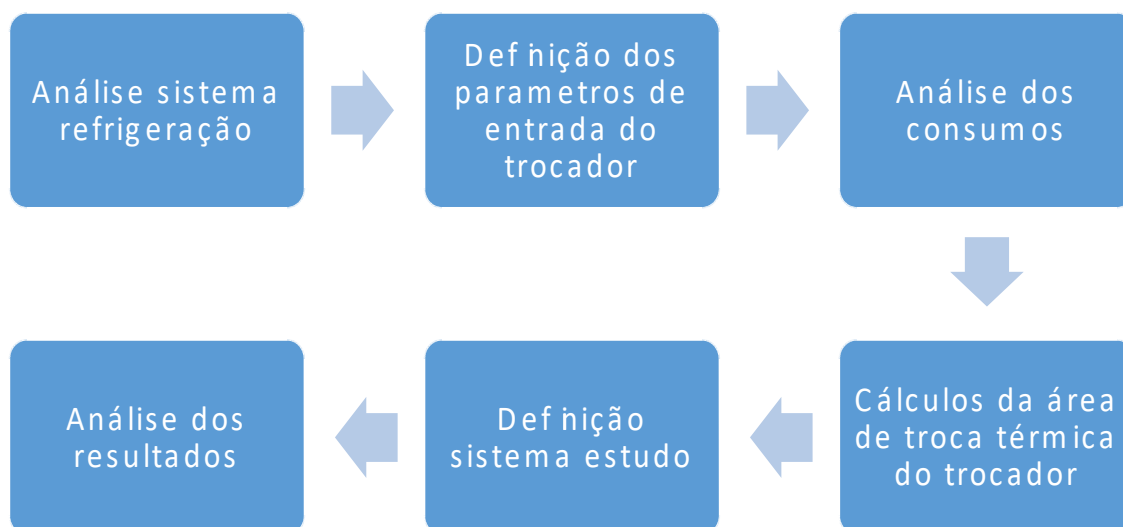 Análise sistema
refrigeração
Definição dos
parametros de
entrada do
trocador
Análise dos
consumos
Cálculos da área
de troca térmica
do trocador
Definição
sistema estudo
Análise dos
resultados